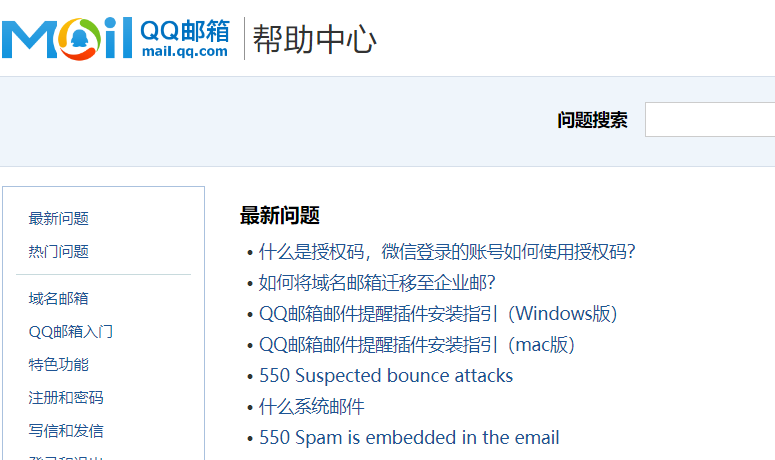 Mail QQ邮箱 帮助中心
mail.qq.com
问题搜索
最新问题
热门问题
域名邮箱
QQ邮箱入门
特色功能
注册和密码
写信和发信
最新问题
• 什么是授权码，微信登录的账号如何使用授权码？
• 如何将域名邮箱迁移至企业邮？
• QQ邮箱邮件提醒插件安装指引（Windows版）
• QQ邮箱邮件提醒插件安装指引（mac版）
• 550 Suspected bounce attacks
• 什么系统邮件
• 550 Spam is embedded in the email